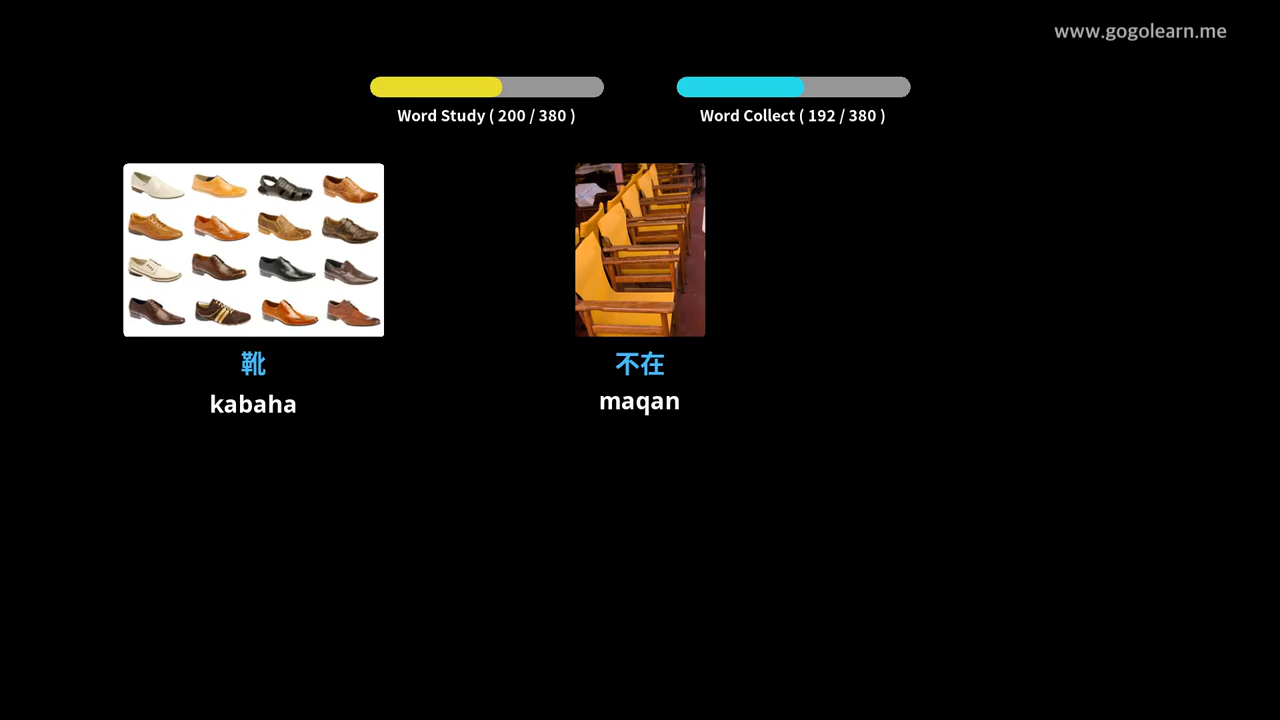 www.gogolearn.me
Word Study ( 200 / 380 )
Word Collect ( 192 / 380 )
靴
kabaha
不在
maqan